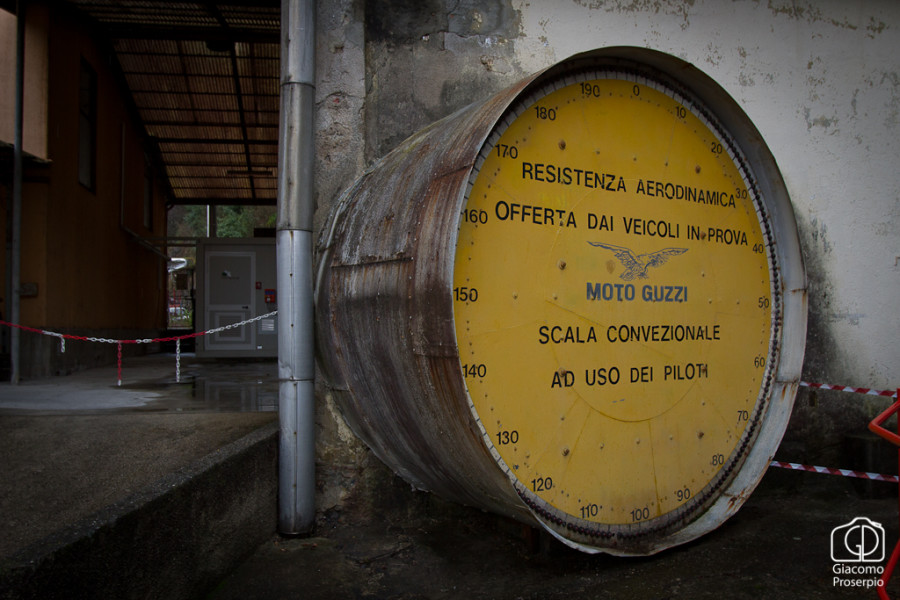 190 0 10 20 30 40 50 60 70 80 90 100 110 120 130 140 150 160 170 180
RESISTENZA AERODINAMICA
OFFERTA DAI VEICOLI IN PROVA
MOTO GUZZI
SCALA CONVEZIONALE
AD USO DEI PILOTI
GP
Giacomo
Proserpio